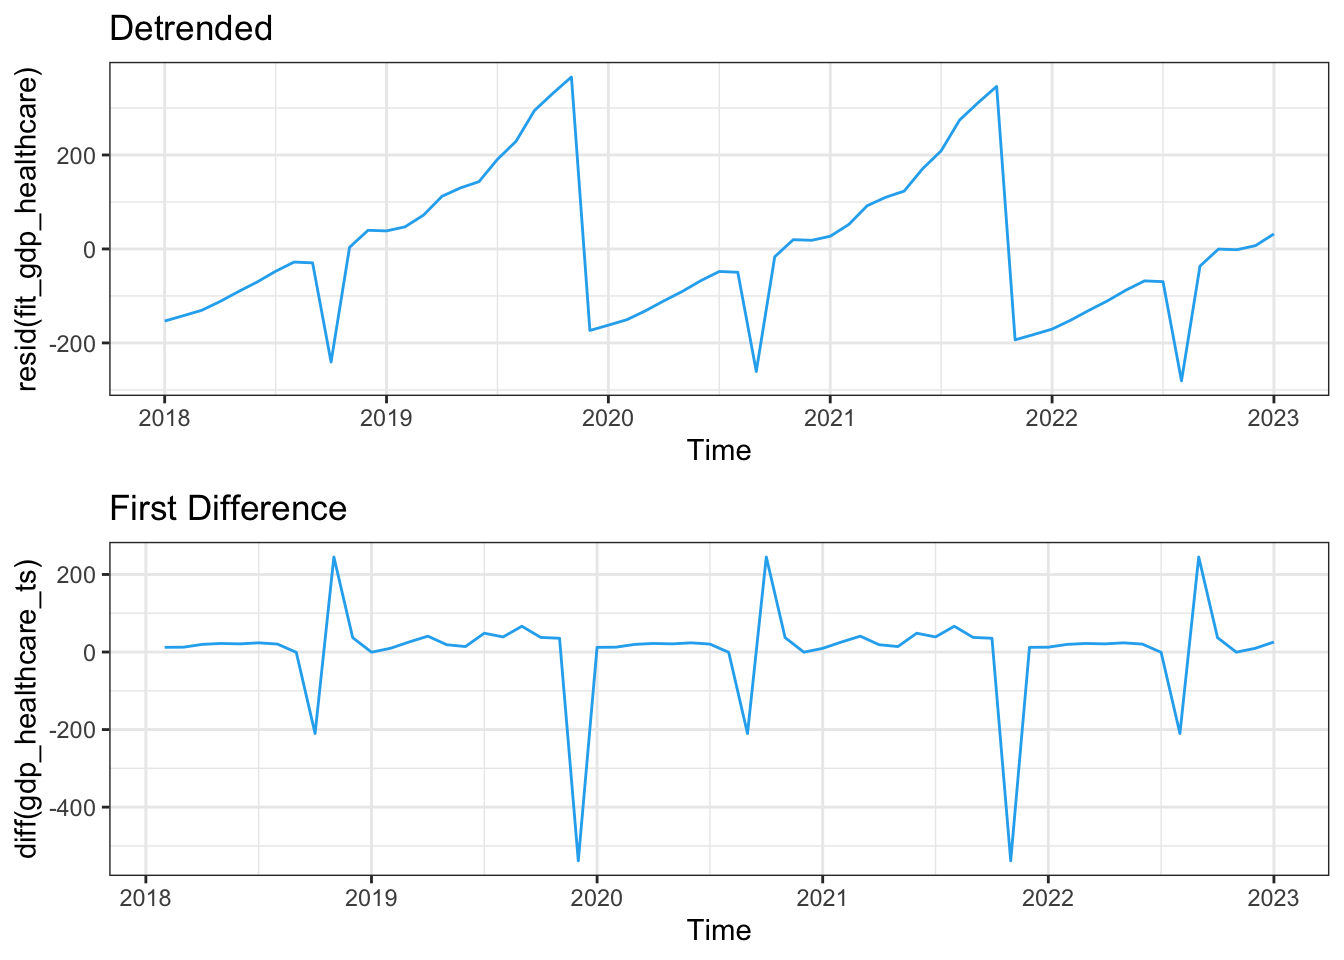 Detrended
resid(fit_gdp_healthcare)
200
0
-200
2018 2019 2020 2021 2022 2023
Time
First Difference
diff(gdp_healthcare_ts)
200
0
-200
-400
2018 2019 2020 2021 2022 2023
Time